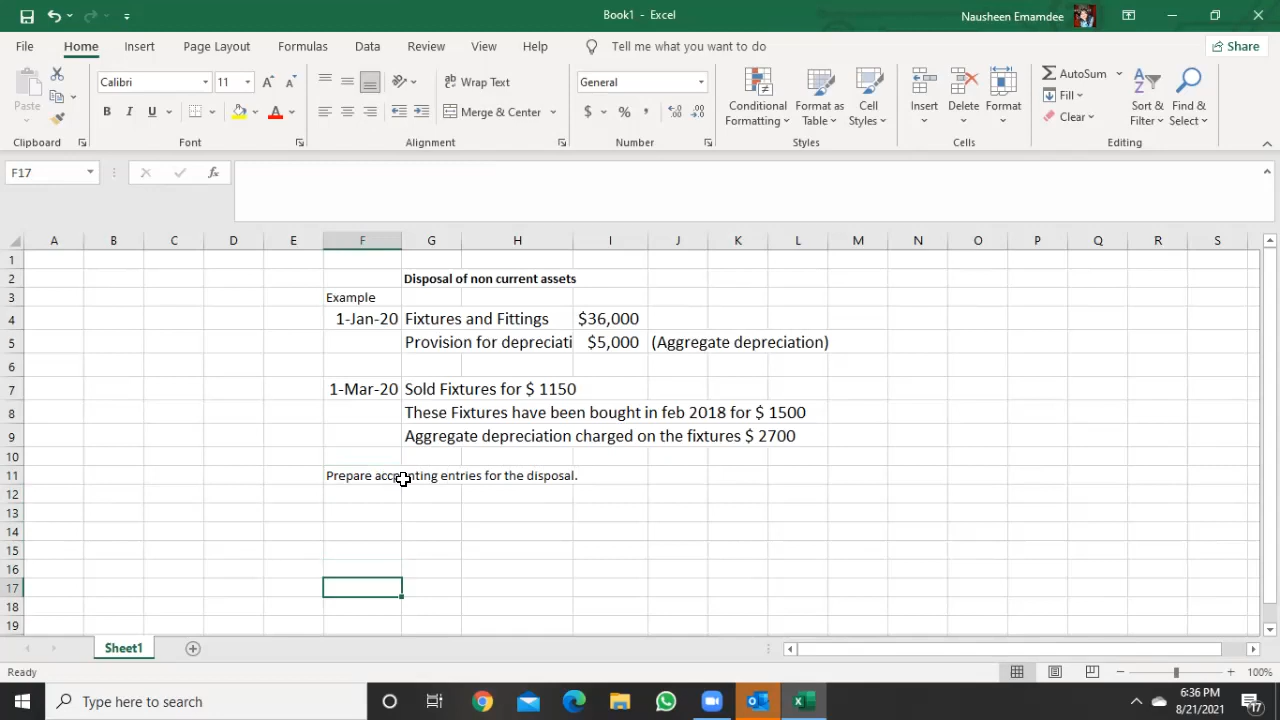 Book1 - Excel
Nausheen Emamdee
File Home Insert Page Layout Formulas Data Review View Help Tell me what you want to do Share
Paste
Clipboard
Calibri 11
B I U
Font
Wrap Text
Merge & Center
Alignment
General
$ % ,
Number
Conditional Formatting
Format as Table
Cell Styles
Styles
Insert Delete Format
Cells
AutoSum
Fill
Clear
Sort & Filter
Find & Select
Editing
F17 fx
A B C D E F G H I J K L M N O P Q R S
1
2 Disposal of non current assets
3 Example
4 1-Jan-20 Fixtures and Fittings $36,000
5 Provision for depreciati $5,000 (Aggregate depreciation)
6
7 1-Mar-20 Sold Fixtures for $ 1150
8 These Fixtures have been bought in feb 2018 for $ 1500
9 Aggregate depreciation charged on the fixtures $ 2700
10
11 Prepare accounting entries for the disposal.
12
13
14
15
16
17
18
19
Sheet1
Ready
100%
Type here to search
6:36 PM
8/21/2021
17